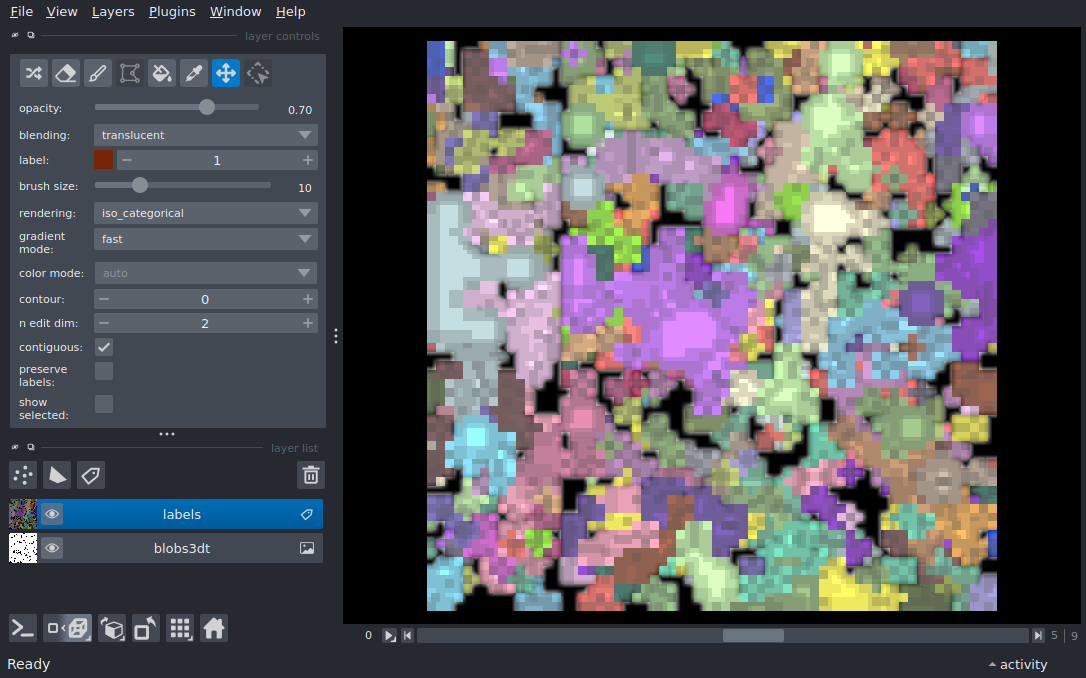 File View Layers Plugins Window Help
layer controls
opacity: 0.70
blending: translucent
label: 1
brush size: 10
rendering: iso_categorical
gradient
mode: fast
color mode: auto
contour: 0
n edit dim: 2
contiguous:
preserve
labels:
show
selected:
layer list
labels
blobs3dt
0 5 | 9
Ready activity